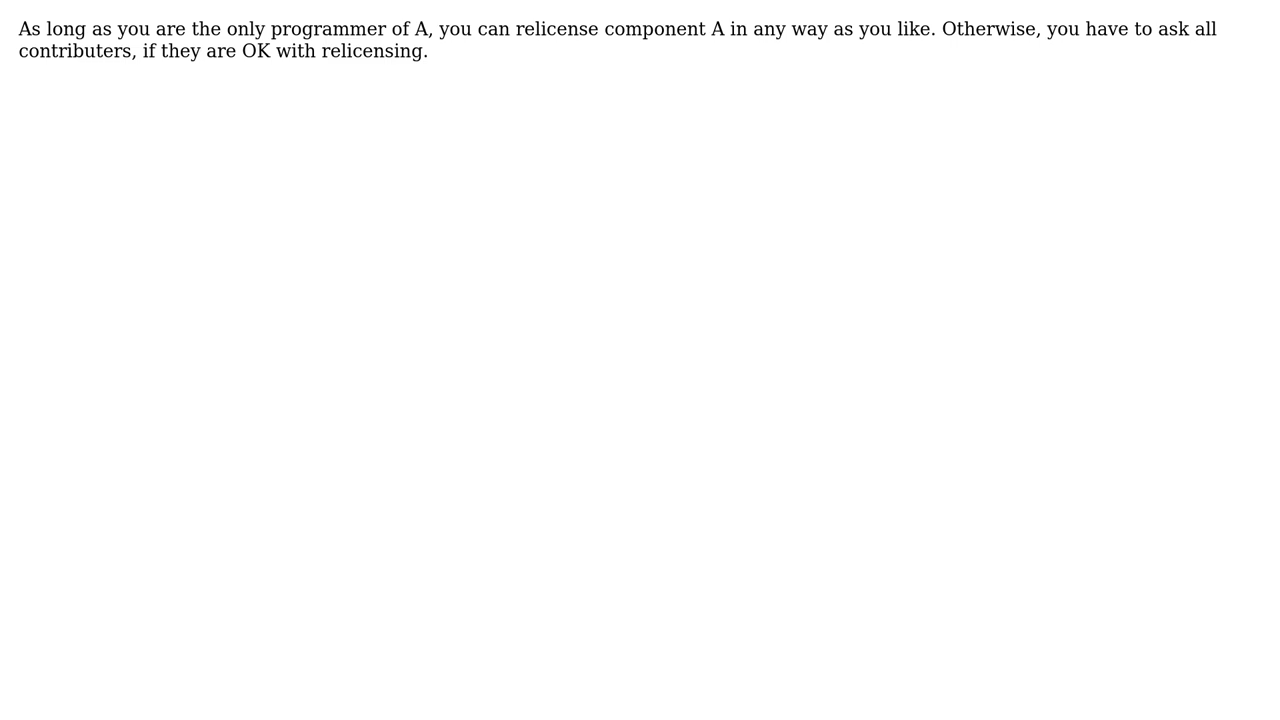 As long as you are the only programmer of A, you can relicense component A in any way as you like. Otherwise, you have to ask all
contributers, if they are OK with relicensing.